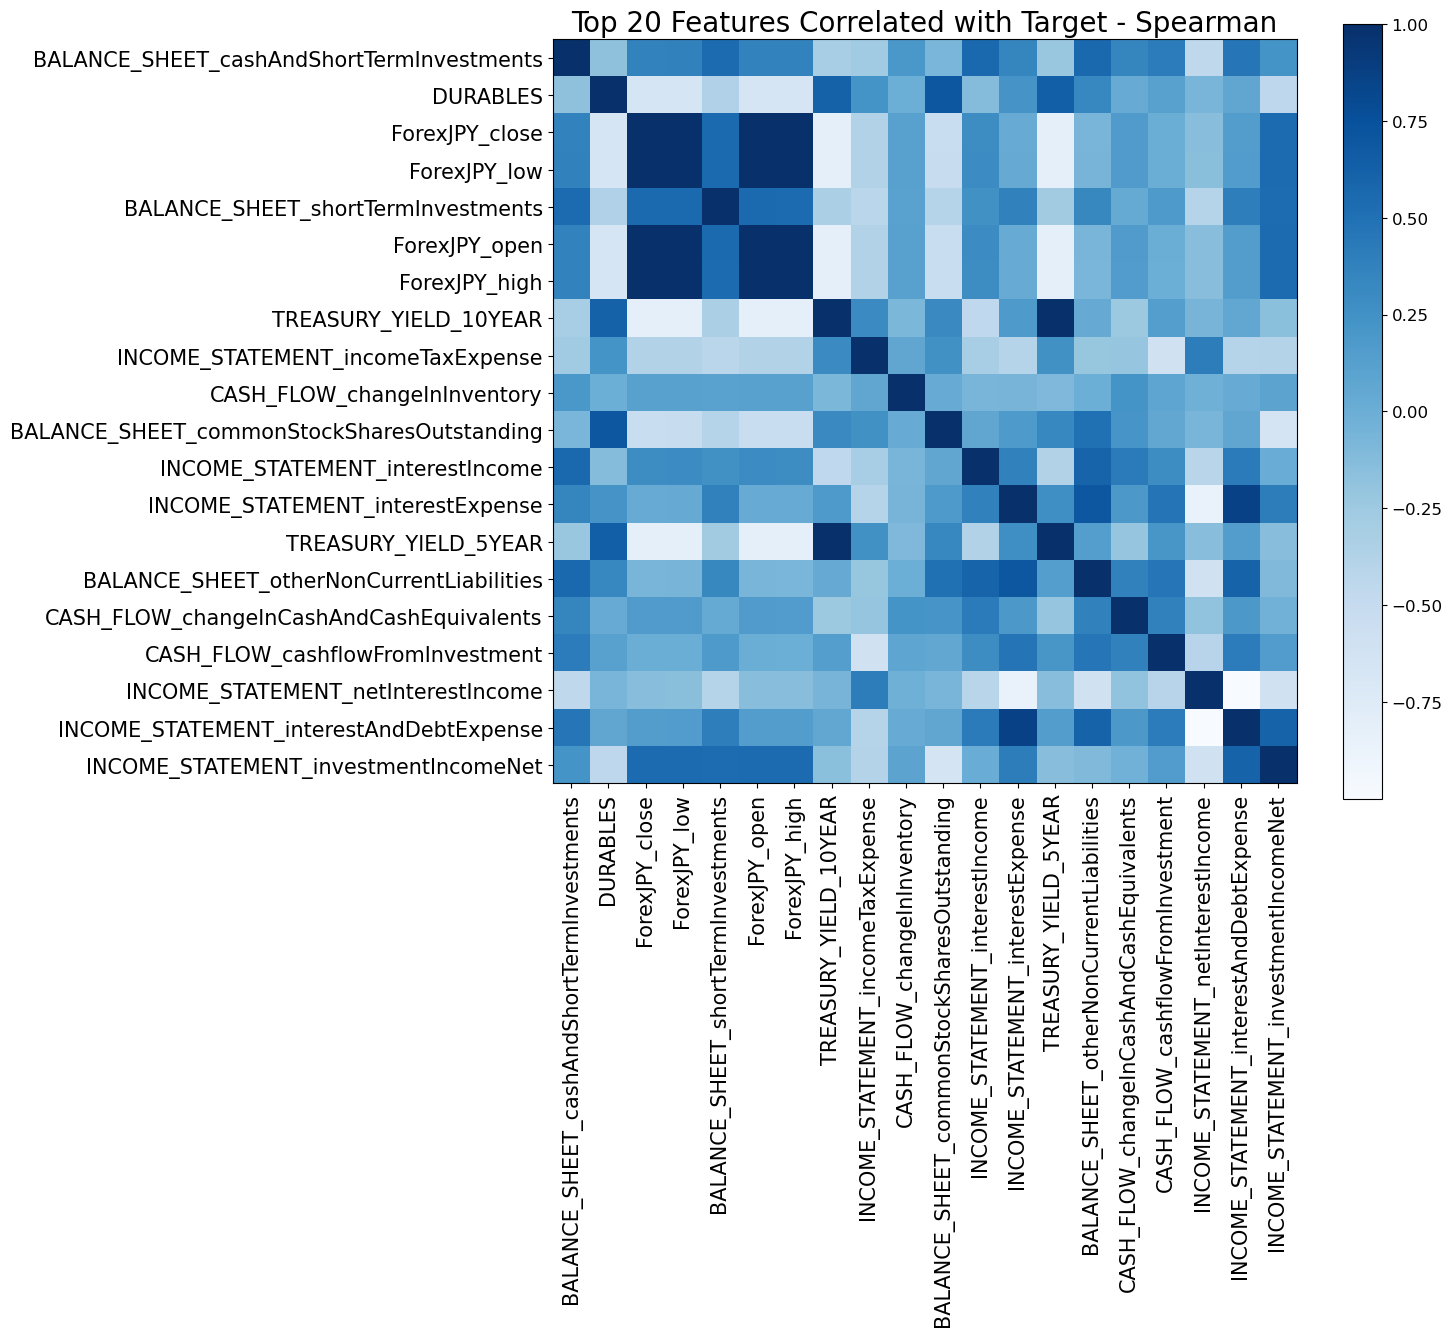 Top 20 Features Correlated with Target - Spearman
BALANCE_SHEET_cashAndShortTermInvestments
DURABLES
ForexJPY_close
ForexJPY_low
BALANCE_SHEET_shortTermInvestments
ForexJPY_open
ForexJPY_high
TREASURY_YIELD_10YEAR
INCOME_STATEMENT_incomeTaxExpense
CASH_FLOW_changeInInventory
BALANCE_SHEET_commonStockSharesOutstanding
INCOME_STATEMENT_interestIncome
INCOME_STATEMENT_interestExpense
TREASURY_YIELD_5YEAR
BALANCE_SHEET_otherNonCurrentLiabilities
CASH_FLOW_changeInCashAndCashEquivalents
CASH_FLOW_cashflowFromInvestment
INCOME_STATEMENT_netInterestIncome
INCOME_STATEMENT_interestAndDebtExpense
INCOME_STATEMENT_investmentIncomeNet
BALANCE_SHEET_cashAndShortTermInvestments
DURABLES
ForexJPY_close
ForexJPY_low
BALANCE_SHEET_shortTermInvestments
ForexJPY_open
ForexJPY_high
TREASURY_YIELD_10YEAR
INCOME_STATEMENT_incomeTaxExpense
CASH_FLOW_changeInInventory
BALANCE_SHEET_commonStockSharesOutstanding
INCOME_STATEMENT_interestIncome
INCOME_STATEMENT_interestExpense
TREASURY_YIELD_5YEAR
BALANCE_SHEET_otherNonCurrentLiabilities
CASH_FLOW_changeInCashAndCashEquivalents
CASH_FLOW_cashflowFromInvestment
INCOME_STATEMENT_netInterestIncome
INCOME_STATEMENT_interestAndDebtExpense
INCOME_STATEMENT_investmentIncomeNet
1.00
0.75
0.50
0.25
0.00
−0.25
−0.50
−0.75